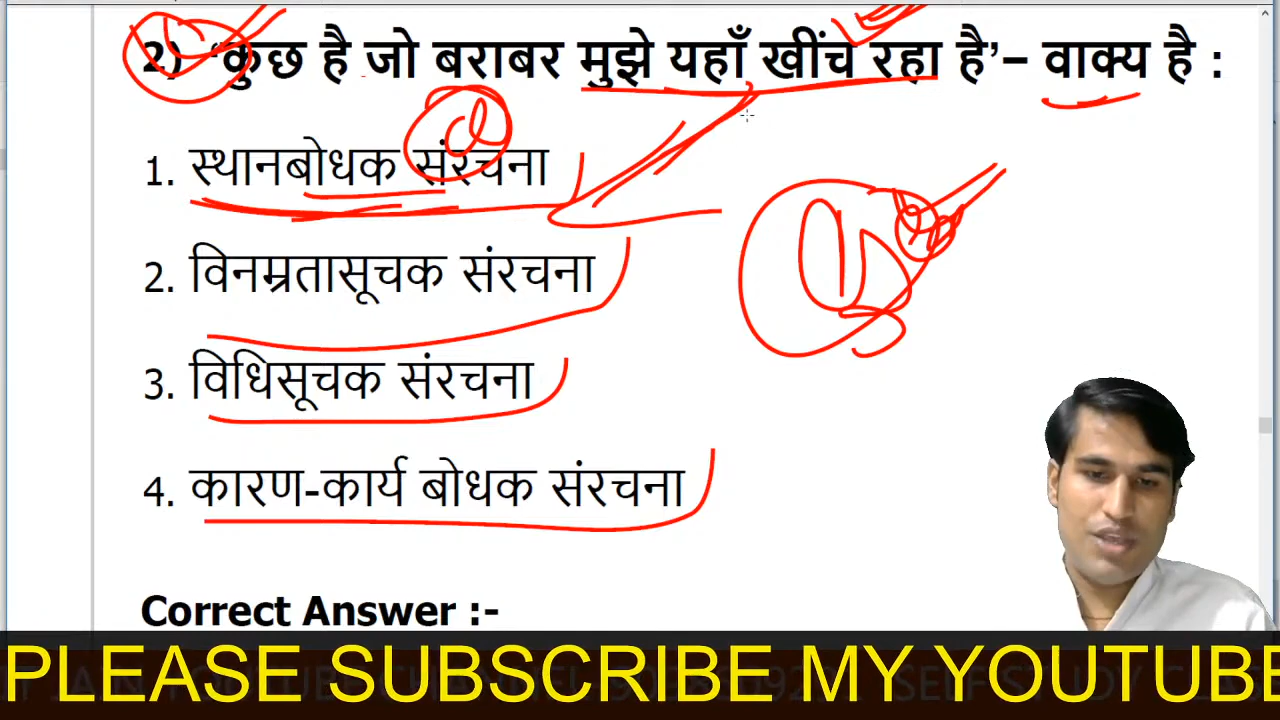 2) ‘कुछ है जो बराबर मुझे यहाँ खींच रहा है’– वाक्य है :
1. स्थानबोधक संरचना
2. विनम्रतासूचक संरचना
3. विधिसूचक संरचना
4. कारण-कार्य बोधक संरचना
Correct Answer :-
PLEASE SUBSCRIBE MY YOUTUBE